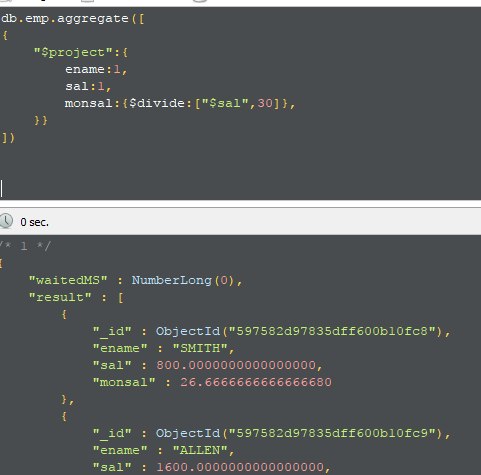 db.emp.aggregate([
{
"$project":{
ename:1,
sal:1,
monsal:{$divide:["$sal",30]},
}}
])
0 sec.
/* 1 */
{
"waitedMS" : NumberLong(0),
"result" : [
{
"_id" : ObjectId("597582d97835dff600b10fc8"),
"ename" : "SMITH",
"sal" : 800.0000000000000000,
"monsal" : 26.6666666666666680
},
{
"_id" : ObjectId("597582d97835dff600b10fc9"),
"ename" : "ALLEN",
"sal" : 1600.0000000000000000,